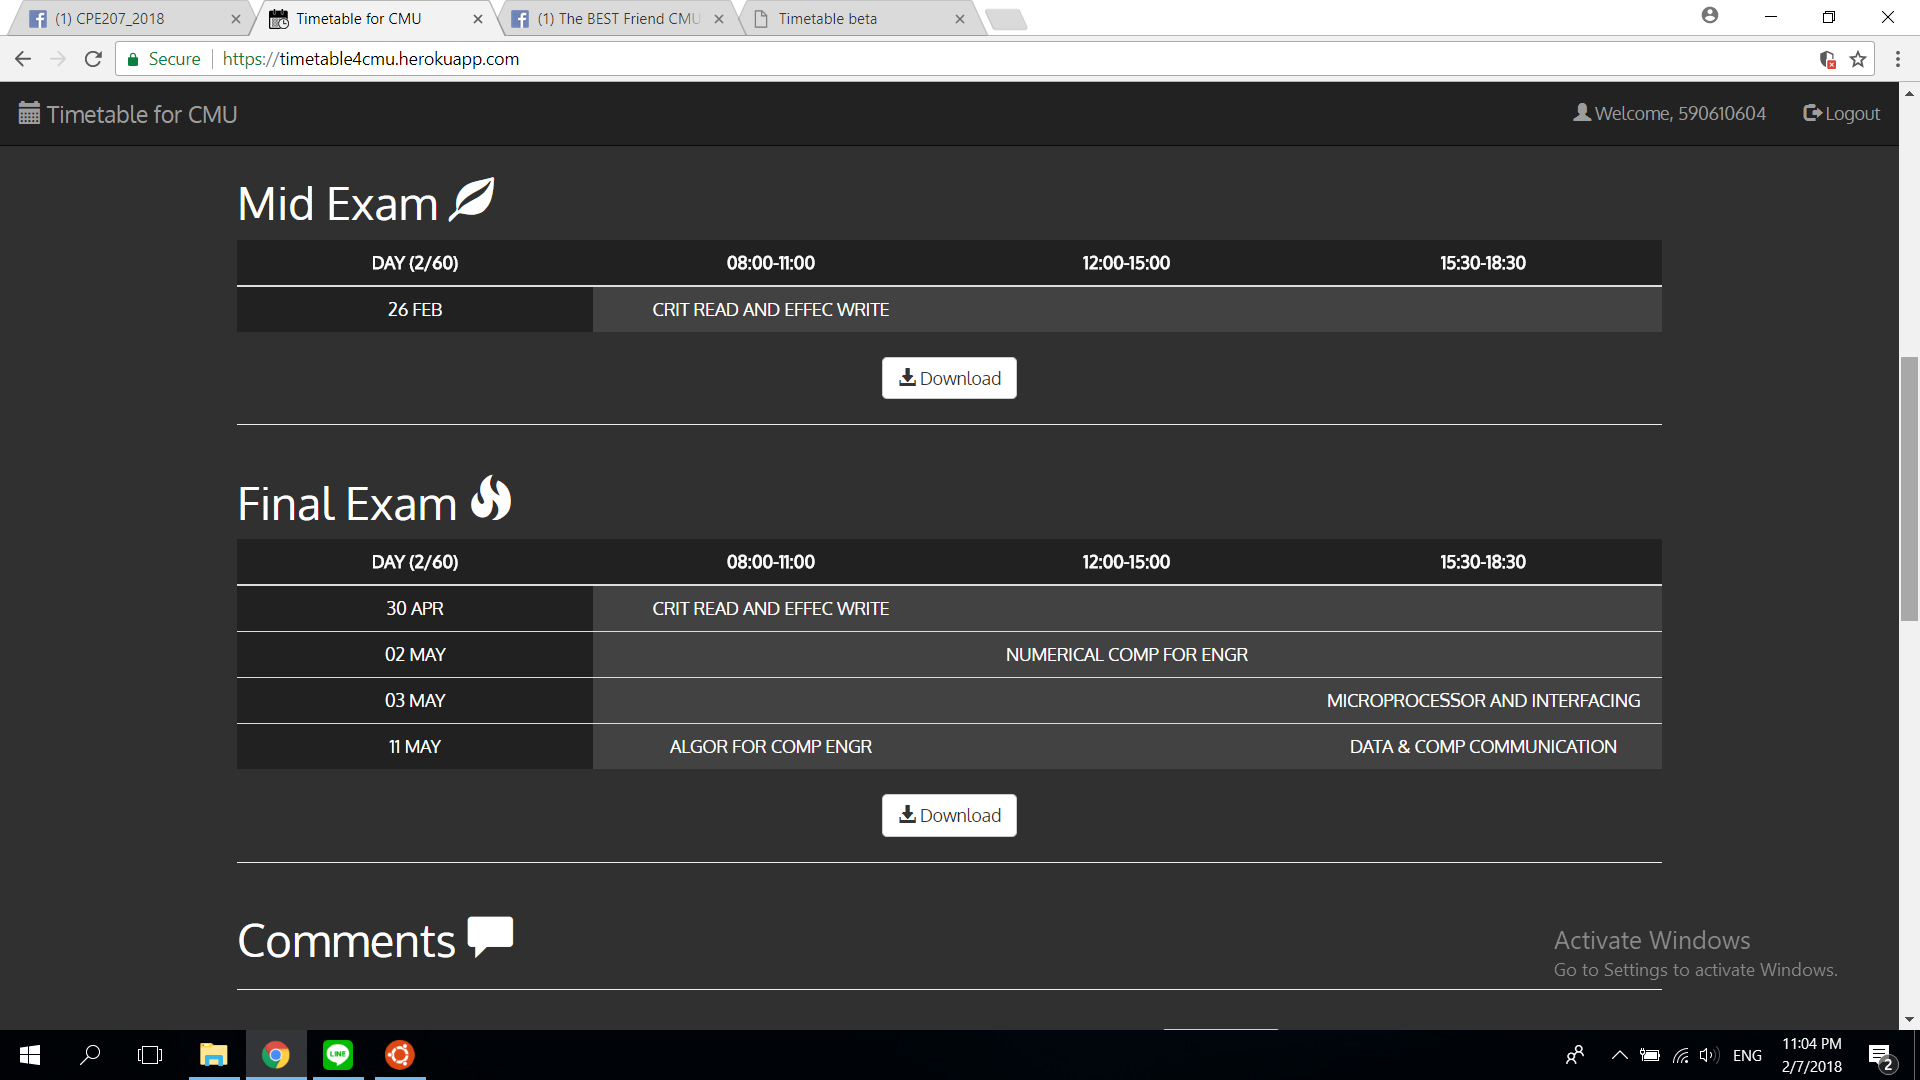 (1) CPE207_2018
Timetable for CMU
(1) The BEST Friend CMU
Timetable beta
Secure
https://timetable4cmu.herokuapp.com
Timetable for CMU
Welcome, 590610604
Logout
Mid Exam
DAY (2/60) 08:00-11:00 12:00-15:00 15:30-18:30
26 FEB CRIT READ AND EFFEC WRITE
Download
Final Exam
DAY (2/60) 08:00-11:00 12:00-15:00 15:30-18:30
30 APR CRIT READ AND EFFEC WRITE
02 MAY NUMERICAL COMP FOR ENGR
03 MAY MICROPROCESSOR AND INTERFACING
11 MAY ALGOR FOR COMP ENGR DATA & COMP COMMUNICATION
Download
Comments
Activate Windows
Go to Settings to activate Windows.
LINE
ENG
11:04 PM
2/7/2018
2